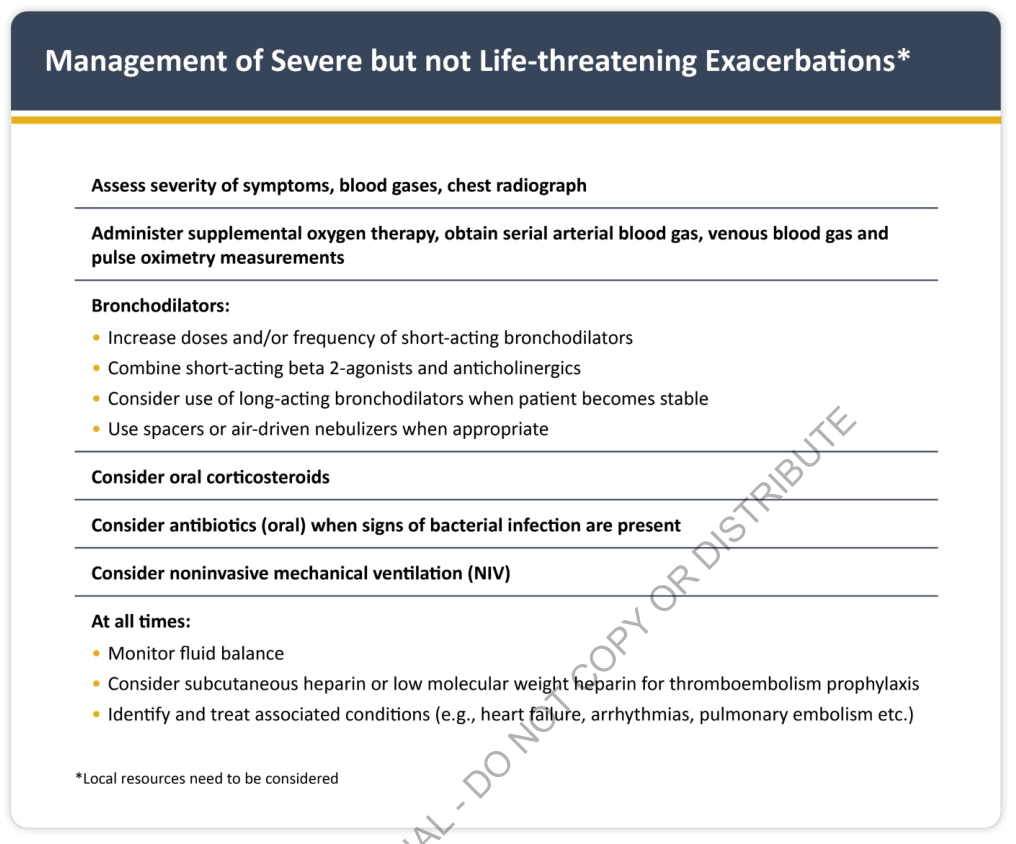 Management of Severe but not Life-threatening Exacerbations*
Assess severity of symptoms, blood gases, chest radiograph
Administer supplemental oxygen therapy, obtain serial arterial blood gas, venous blood gas and
pulse oximetry measurements
Bronchodilators:
• Increase doses and/or frequency of short-acting bronchodilators
• Combine short-acting beta 2-agonists and anticholinergics
• Consider use of long-acting bronchodilators when patient becomes stable
• Use spacers or air-driven nebulizers when appropriate
Consider oral corticosteroids
Consider antibiotics (oral) when signs of bacterial infection are present
Consider noninvasive mechanical ventilation (NIV)
At all times:
• Monitor fluid balance
• Consider subcutaneous heparin or low molecular weight heparin for thromboembolism prophylaxis
• Identify and treat associated conditions (e.g., heart failure, arrhythmias, pulmonary embolism etc.)
*Local resources need to be considered
- DO NOT COPY OR DISTRIBUTE